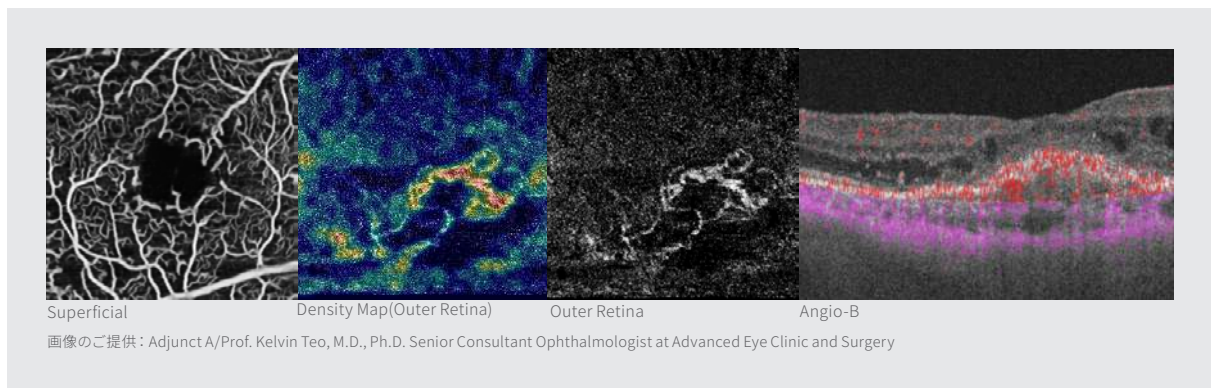 Superficial
Density Map(Outer Retina)
Outer Retina
Angio-B
画像のご提供：Adjunct A/Prof. Kelvin Teo, M.D., Ph.D. Senior Consultant Ophthalmologist at Advanced Eye Clinic and Surgery